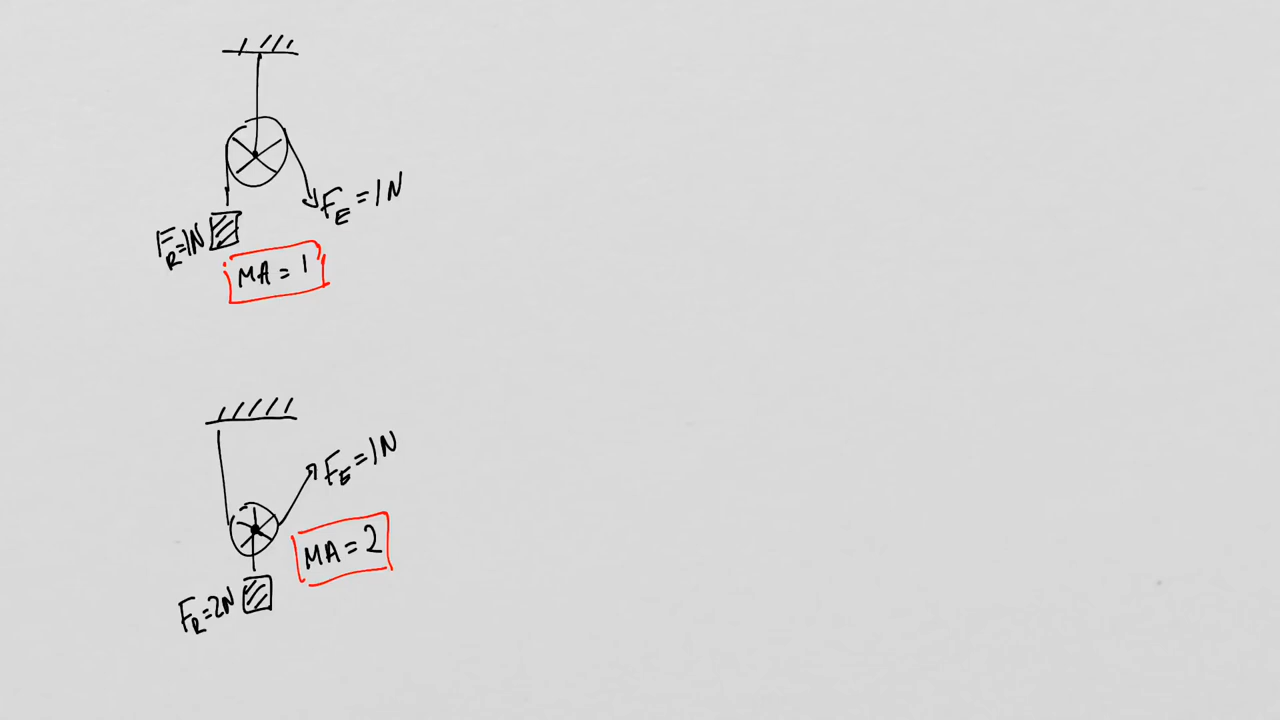 F_E = 1N
F_R=1N
MA = 1
F_E = 1N
MA = 2
F_R=2N